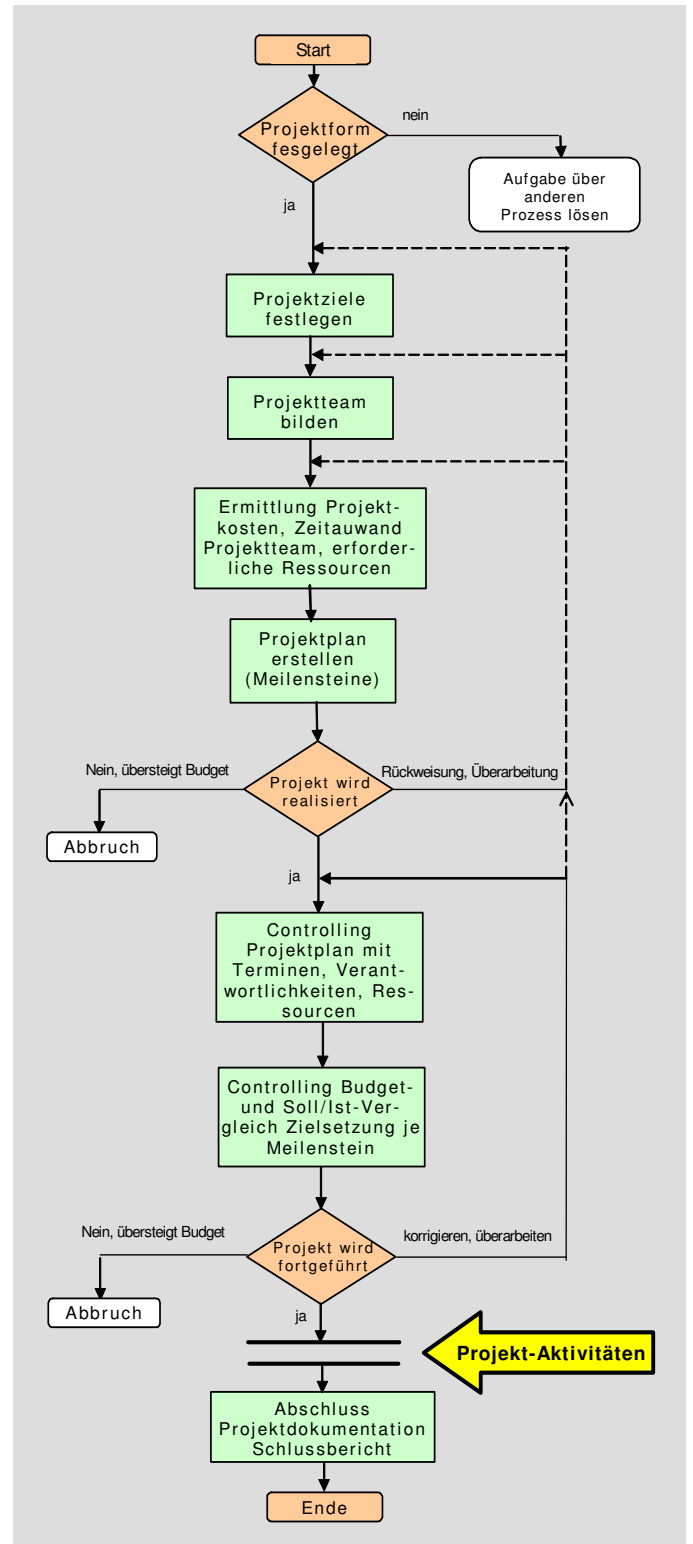 Start
Projektform
fesgelegt
nein
Aufgabe über
anderen
Prozess lösen
ja
Projektziele
festlegen
Projektteam
bilden
Ermittlung Projekt-
kosten, Zeitauwand
Projektteam, erforder-
liche Ressourcen
Projektplan
erstellen
(Meilensteine)
Nein, übersteigt Budget
Projekt wird
realisiert
Rückweisung, Überarbeitung
Abbruch
ja
Controlling
Projektplan mit
Terminen, Verant-
wortlichkeiten, Res-
sourcen
Controlling Budget-
und Soll/Ist-Ver-
gleich Zielsetzung je
Meilenstein
Nein, übersteigt Budget
Projekt wird
fortgeführt
korrigieren, überarbeiten
Abbruch
ja
Projekt-Aktivitäten
Abschluss
Projektdokumentation
Schlussbericht
Ende